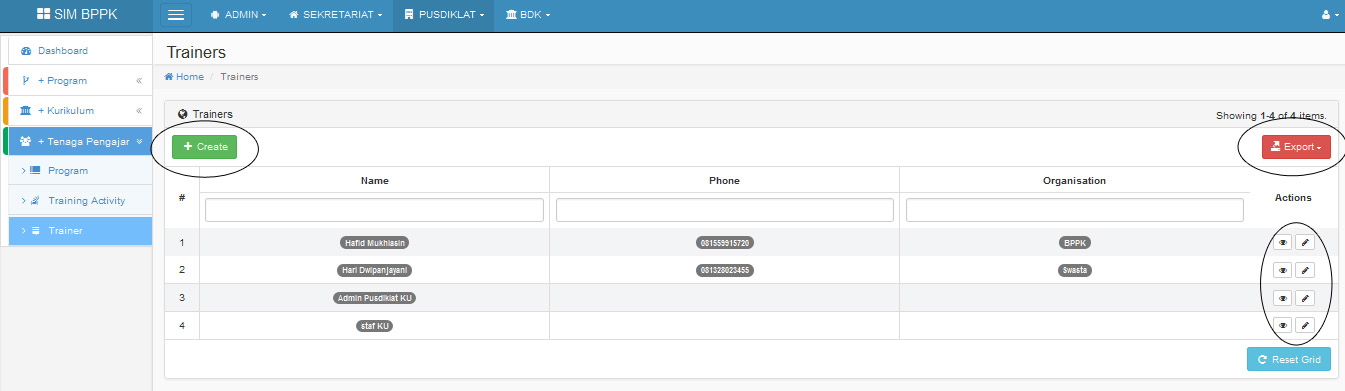 SIM BPPK
ADMIN
SEKRETARIAT
PUSDIKLAT
BDK
Dashboard
+ Program
+ Kurikulum
+ Tenaga Pengajar
Program
Training Activity
Trainer
Trainers
Home / Trainers
Trainers
Showing 1-4 of 4 items.
+ Create
Export
# Name Phone Organisation Actions
1 Hafid Mukhlasin 081559915720 BPPK
2 Hari Dwipanjayani 081328023455 Swasta
3 Admin Pusdiklat KU
4 staf KU
Reset Grid